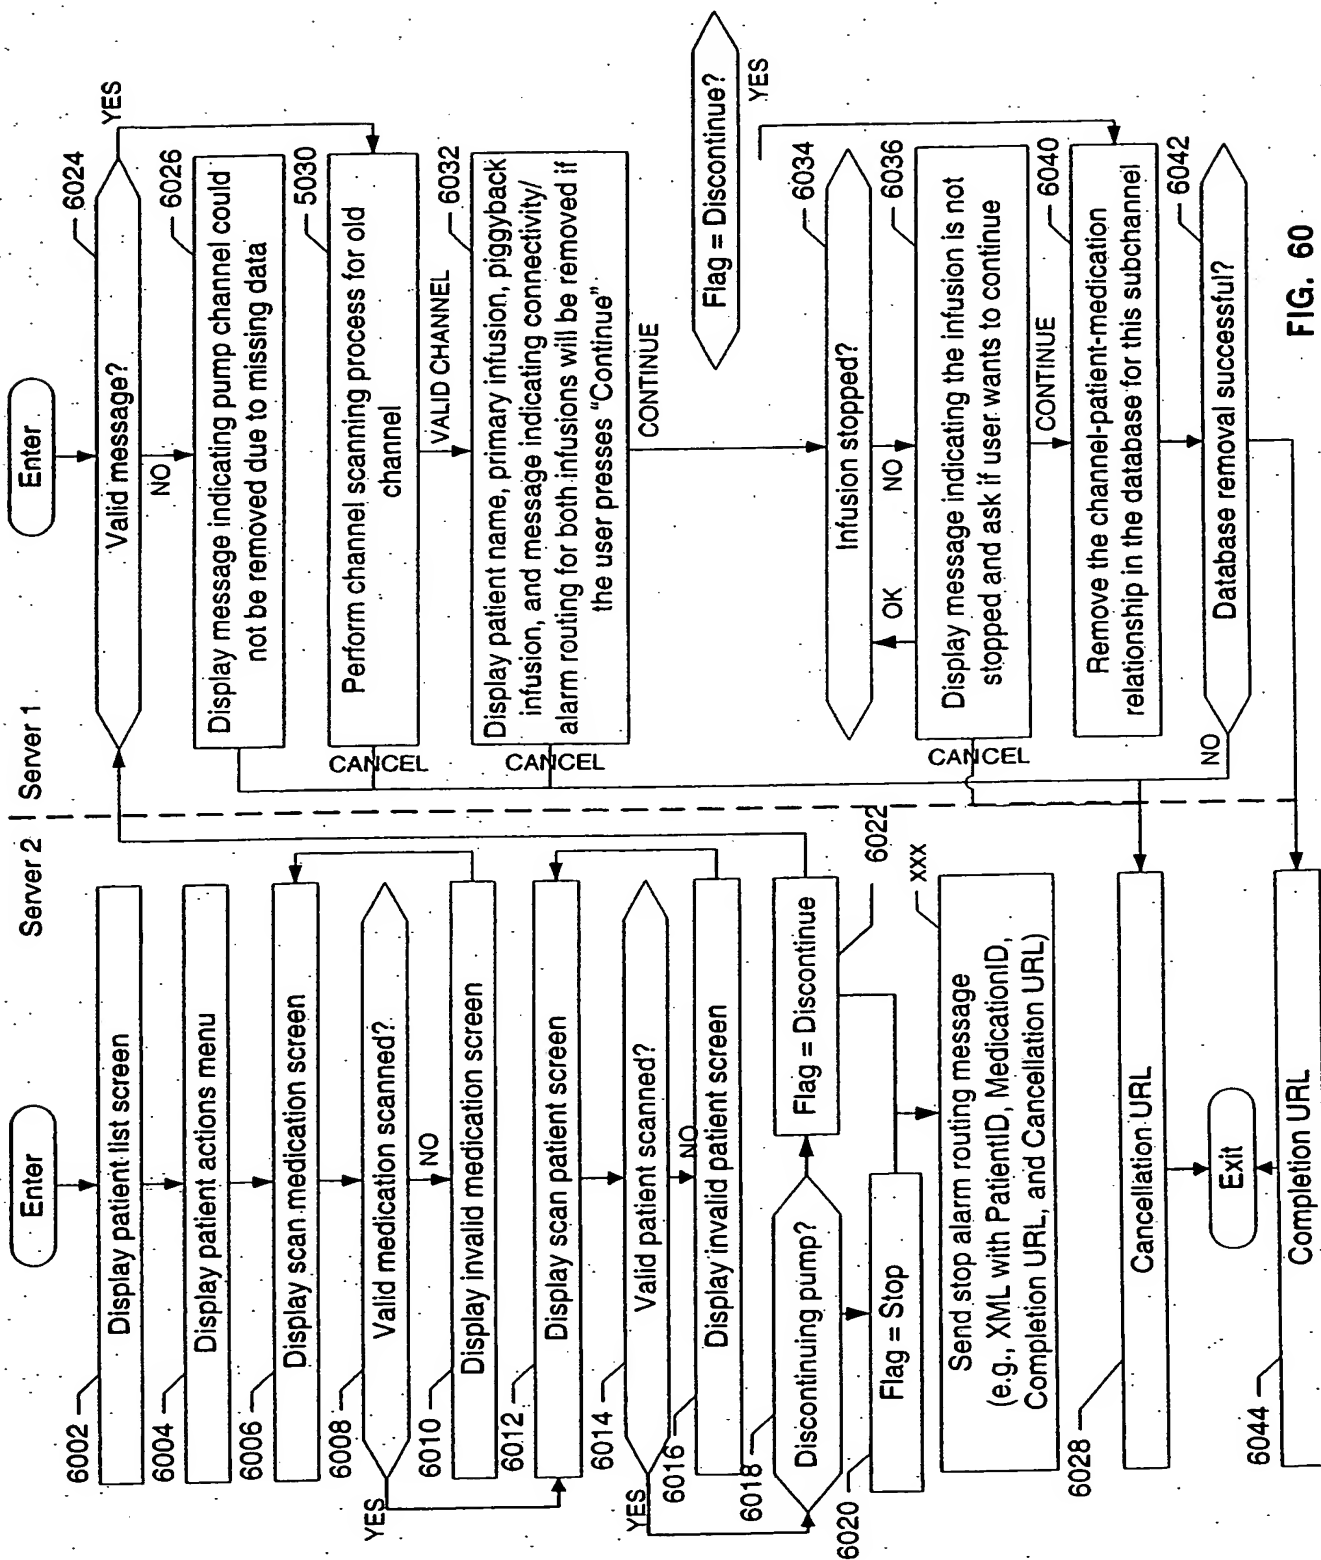 Server 2
Server 1
Enter
6002
Display patient list screen
6004
Display patient actions menu
6006
Display scan medication screen
6008
Valid medication scanned?
YES
NO
6010
Display invalid medication screen
6012
Display scan patient screen
6014
Valid patient scanned?
YES
NO
6016
Display invalid patient screen
6018
Discontinuing pump?
Flag = Discontinue
6022
6020
Flag = Stop
xxx
Send stop alarm routing message
(e.g., XML with PatientID, MedicationID,
Completion URL, and Cancellation URL)
6028
Cancellation URL
Exit
6044
Completion URL
Enter
6024
Valid message?
YES
NO
6026
Display message indicating pump channel could
not be removed due to missing data
5030
Perform channel scanning process for old
channel
CANCEL
VALID CHANNEL
6032
Display patient name, primary infusion, piggyback
infusion, and message indicating connectivity/
alarm routing for both infusions will be removed if
the user presses "Continue"
CANCEL
CONTINUE
Flag = Discontinue?
YES
6034
Infusion stopped?
OK
NO
6036
Display message indicating the infusion is not
stopped and ask if user wants to continue
CANCEL
CONTINUE
6040
Remove the channel-patient-medication
relationship in the database for this subchannel
6042
Database removal successful?
NO
FIG. 60